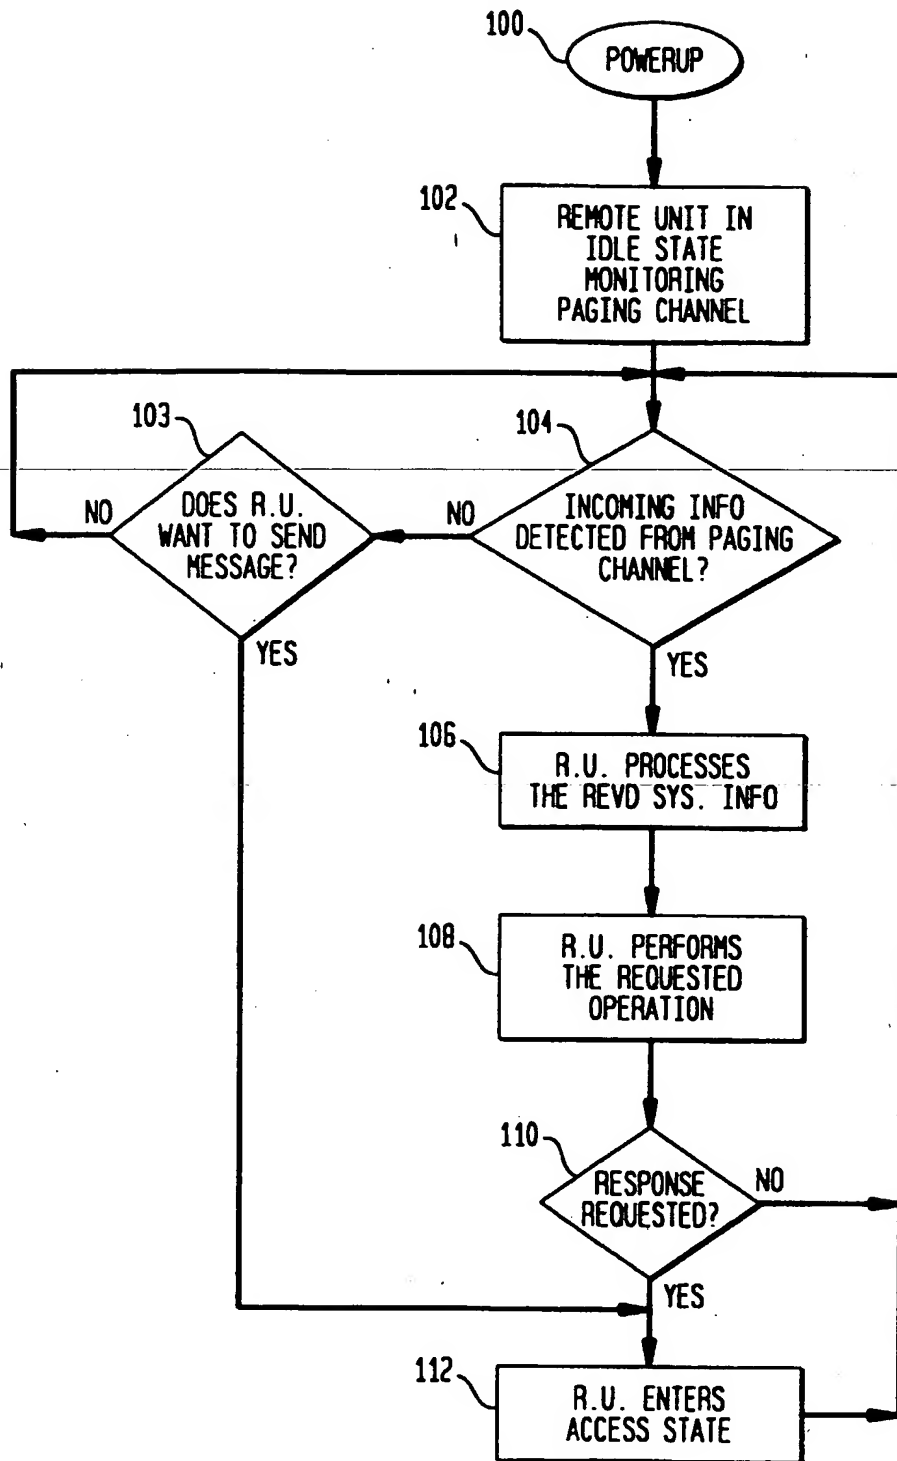 100
POWERUP
102
REMOTE UNIT IN
IDLE STATE
MONITORING
PAGING CHANNEL
103
104
NO
DOES R.U.
WANT TO SEND
MESSAGE?
NO
INCOMING INFO
DETECTED FROM PAGING
CHANNEL?
YES
YES
106
R.U. PROCESSES
THE REVD SYS. INFO
108
R.U. PERFORMS
THE REQUESTED
OPERATION
110
RESPONSE
REQUESTED?
NO
YES
112
R.U. ENTERS
ACCESS STATE